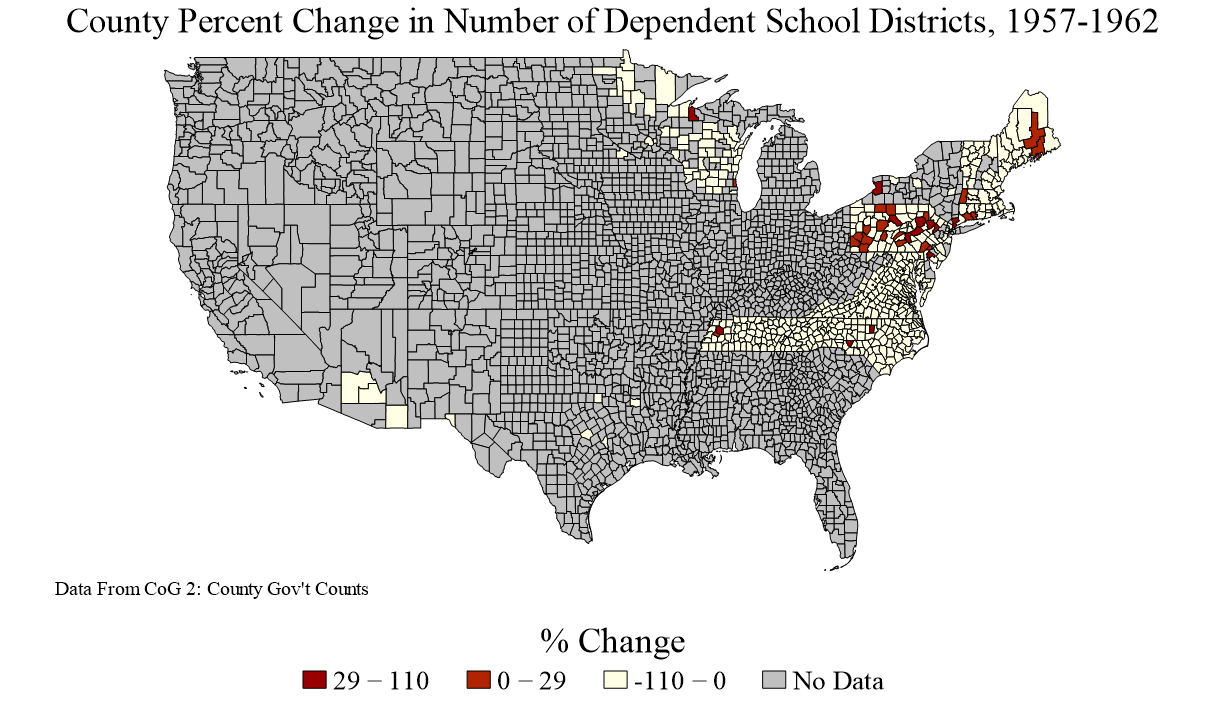 County Percent Change in Number of Dependent School Districts, 1957-1962
Data From CoG 2: County Gov't Counts
% Change
29 − 110 0 − 29 -110 − 0 No Data